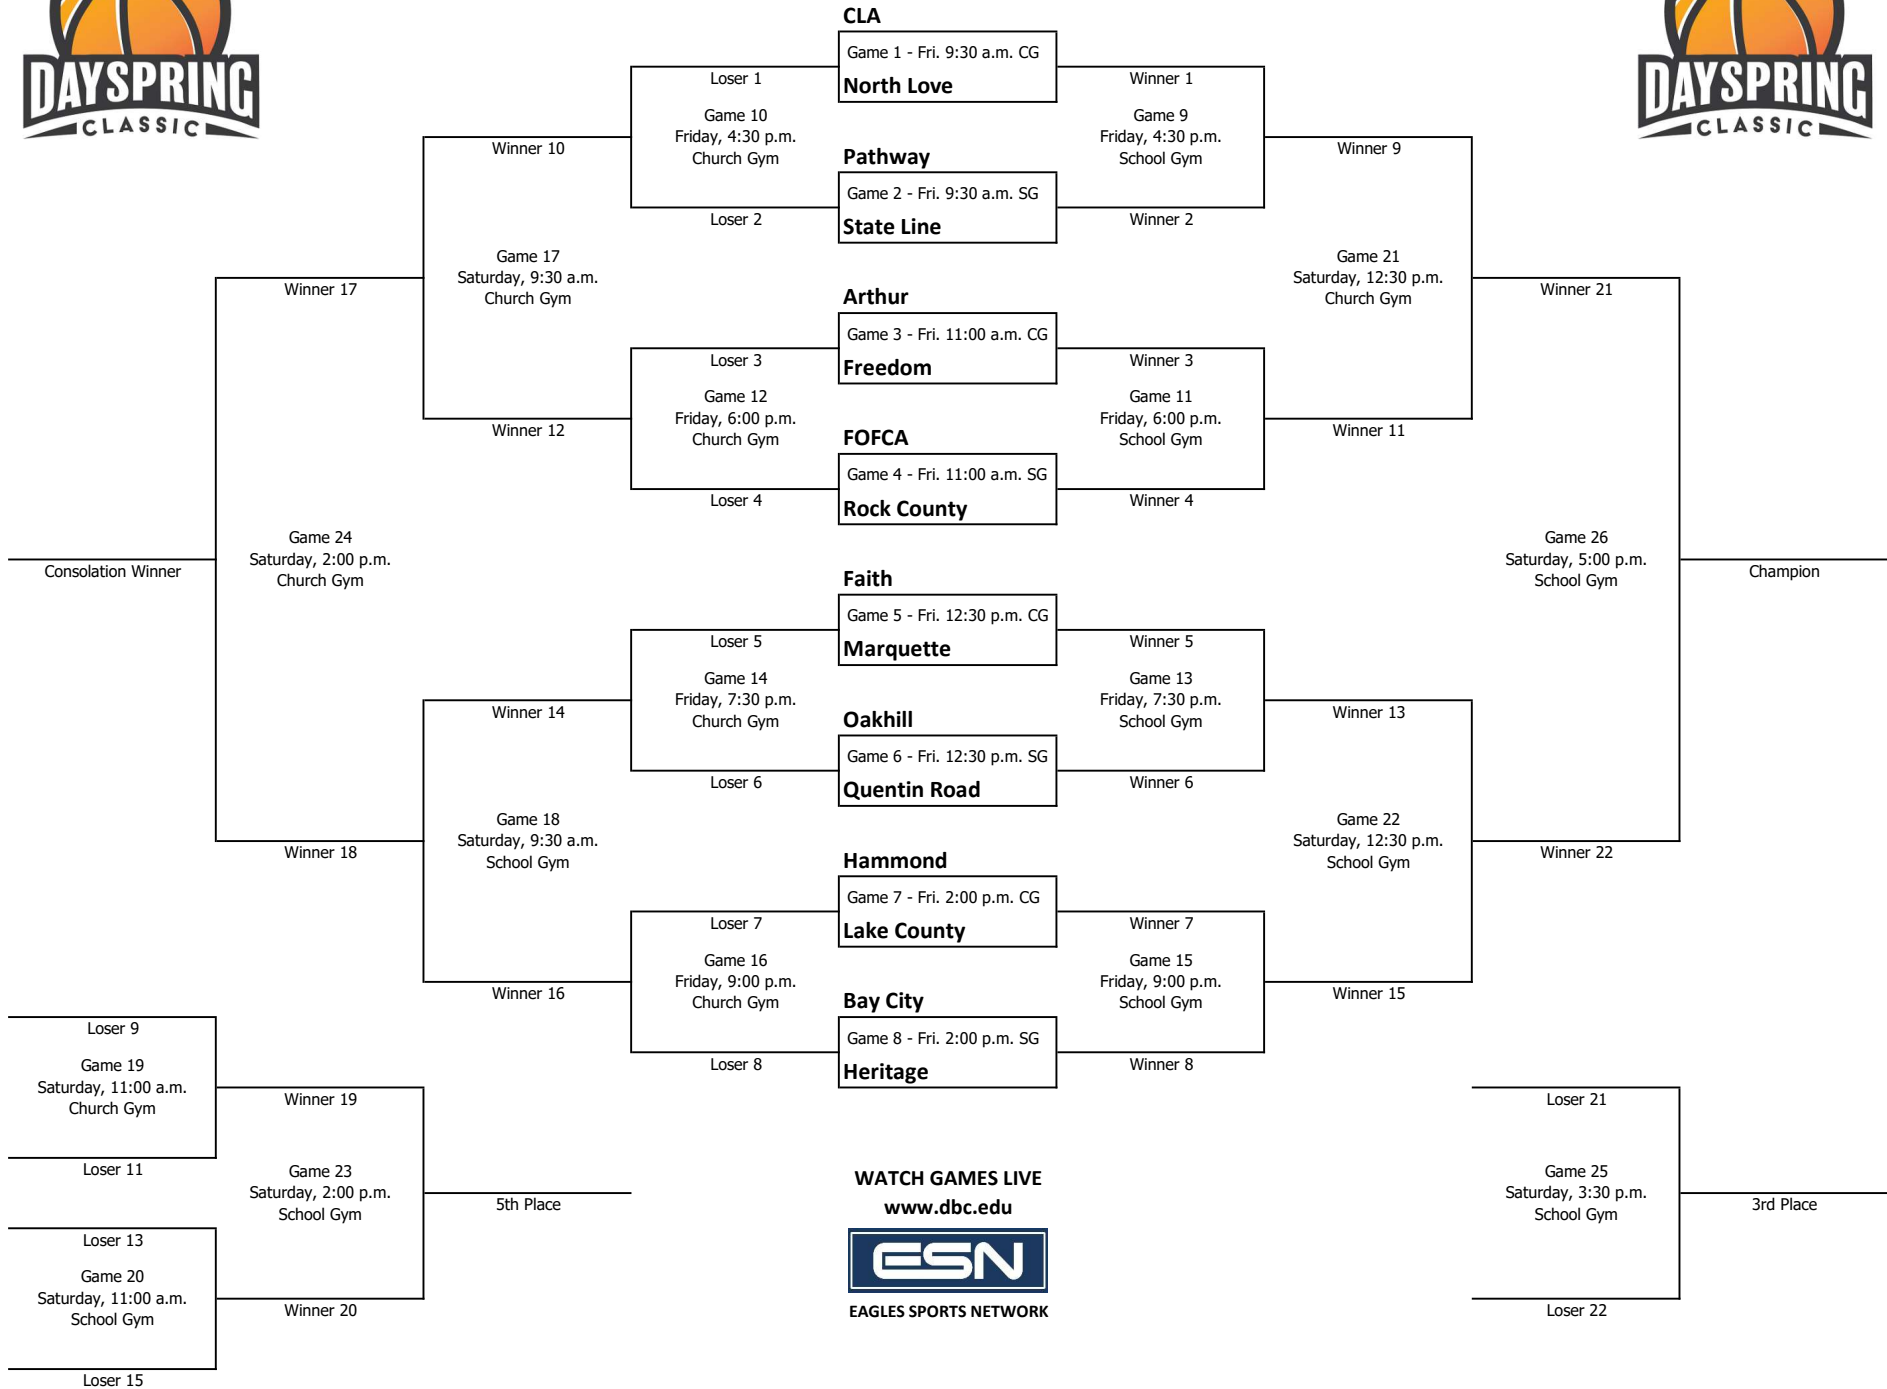 DAYSPRING
CLASSIC
DAYSPRING
CLASSIC
CLA
Game 1 - Fri. 9:30 a.m. CG
North Love
Loser 1
Winner 1
Game 10
Friday, 4:30 p.m.
Church Gym
Game 9
Friday, 4:30 p.m.
School Gym
Winner 10
Winner 9
Pathway
Game 2 - Fri. 9:30 a.m. SG
State Line
Loser 2
Winner 2
Game 17
Saturday, 9:30 a.m.
Church Gym
Game 21
Saturday, 12:30 p.m.
Church Gym
Winner 17
Winner 21
Arthur
Game 3 - Fri. 11:00 a.m. CG
Freedom
Loser 3
Winner 3
Game 12
Friday, 6:00 p.m.
Church Gym
Game 11
Friday, 6:00 p.m.
School Gym
Winner 12
Winner 11
FOFCA
Game 4 - Fri. 11:00 a.m. SG
Rock County
Loser 4
Winner 4
Game 24
Saturday, 2:00 p.m.
Church Gym
Game 26
Saturday, 5:00 p.m.
School Gym
Consolation Winner
Champion
Faith
Game 5 - Fri. 12:30 p.m. CG
Marquette
Loser 5
Winner 5
Game 14
Friday, 7:30 p.m.
Church Gym
Game 13
Friday, 7:30 p.m.
School Gym
Winner 14
Winner 13
Oakhill
Game 6 - Fri. 12:30 p.m. SG
Quentin Road
Loser 6
Winner 6
Game 18
Saturday, 9:30 a.m.
School Gym
Game 22
Saturday, 12:30 p.m.
School Gym
Winner 18
Winner 22
Hammond
Game 7 - Fri. 2:00 p.m. CG
Lake County
Loser 7
Winner 7
Game 16
Friday, 9:00 p.m.
Church Gym
Game 15
Friday, 9:00 p.m.
School Gym
Winner 16
Winner 15
Bay City
Game 8 - Fri. 2:00 p.m. SG
Heritage
Loser 8
Winner 8
Loser 9
Game 19
Saturday, 11:00 a.m.
Church Gym
Loser 11
Winner 19
Game 23
Saturday, 2:00 p.m.
School Gym
5th Place
Loser 13
Game 20
Saturday, 11:00 a.m.
School Gym
Winner 20
Loser 15
WATCH GAMES LIVE
www.dbc.edu
ESN
EAGLES SPORTS NETWORK
Loser 21
Game 25
Saturday, 3:30 p.m.
School Gym
3rd Place
Loser 22